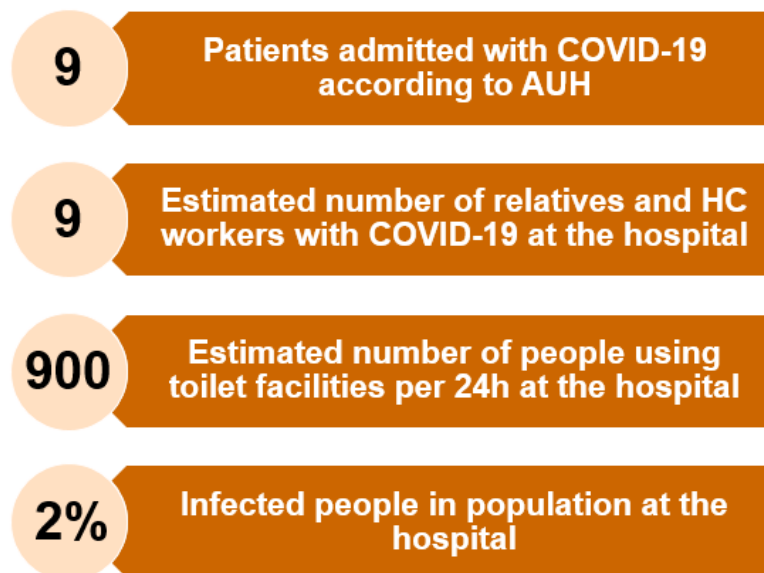 9
Patients admitted with COVID-19
according to AUH
9
Estimated number of relatives and HC
workers with COVID-19 at the hospital
900
Estimated number of people using
toilet facilities per 24h at the hospital
2%
Infected people in population at the
hospital